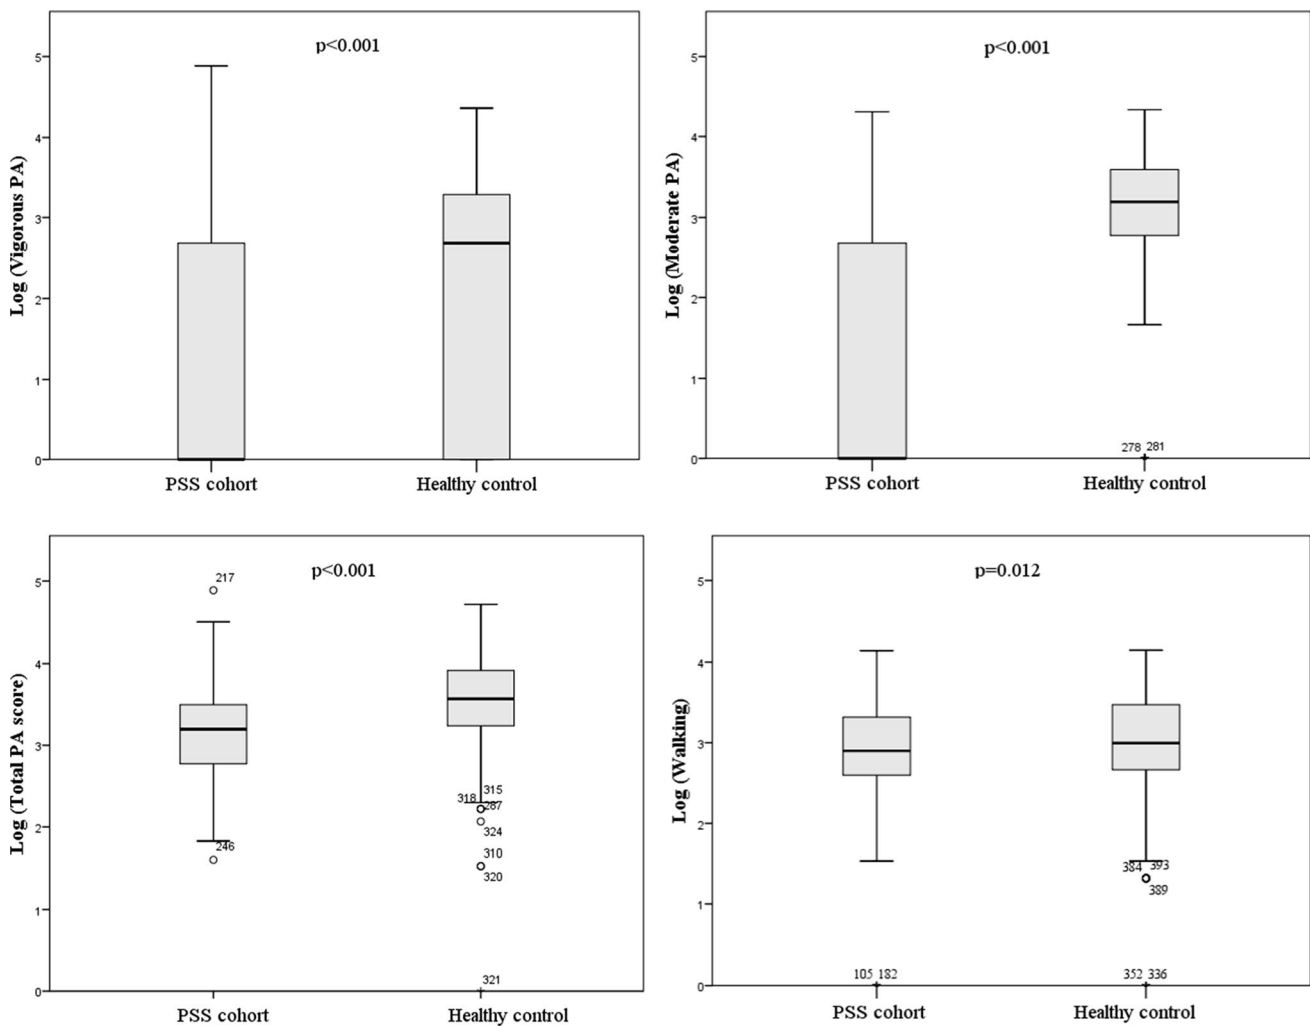 p<0.001
Log (Vigorous PA)
5
4
3
2
1
0
PSS cohort
Healthy control
p<0.001
Log (Moderate PA)
5
4
3
2
1
0
278 281
PSS cohort
Healthy control
p<0.001
Log (Total PA score)
5
4
3
2
1
0
217
246
315
318
287
324
310
320
321
PSS cohort
Healthy control
p=0.012
Log (Walking)
5
4
3
2
1
0
384 393
389
105 182
352 336
PSS cohort
Healthy control